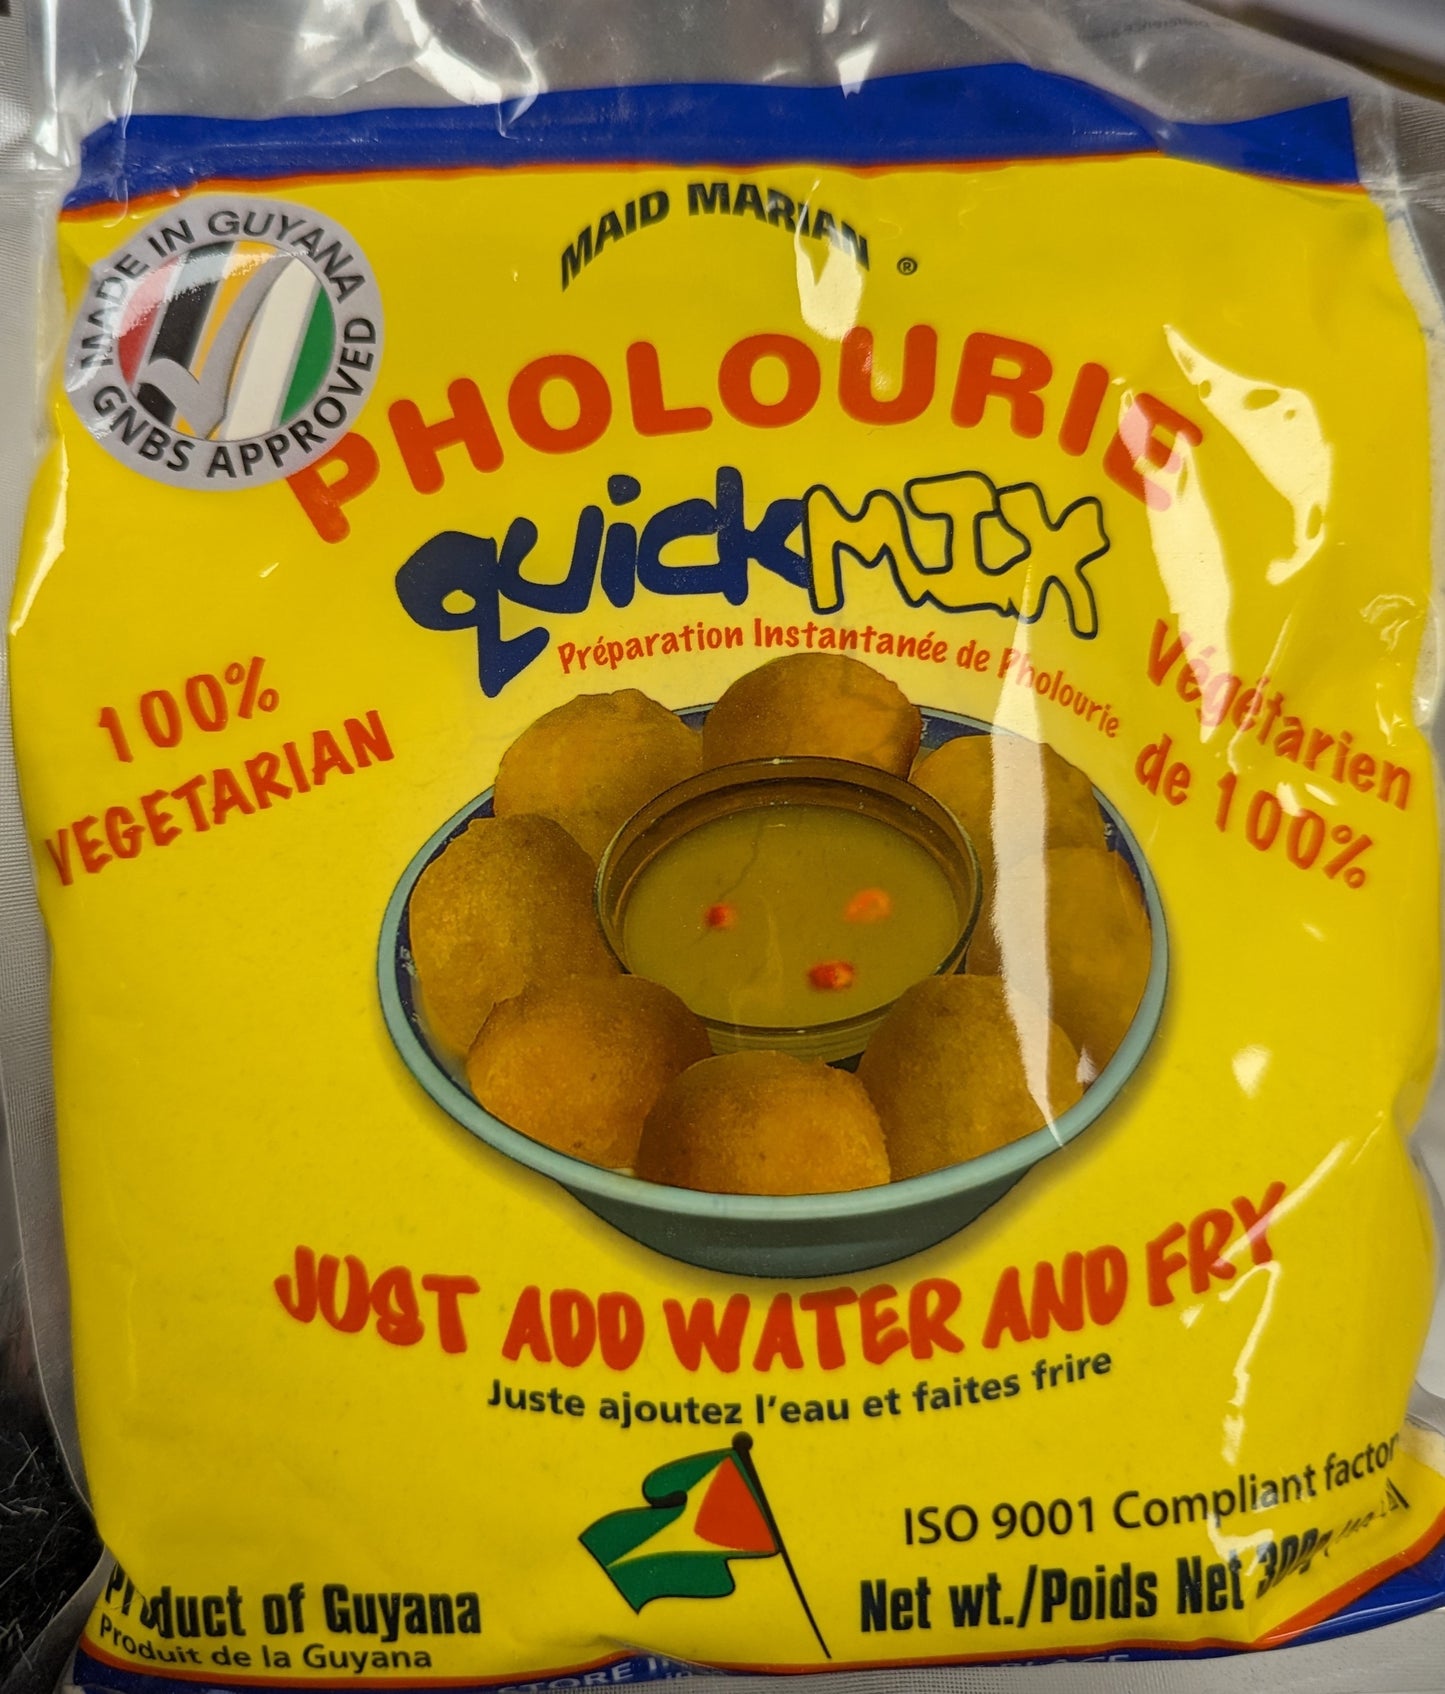 MAID MARIAN ®
MADE IN GUYANA
GNBS APPROVED
PHOLOURIE
quickMIX
Préparation Instantanée de Pholourie
100%
VEGETARIAN
Végétarien
de 100%
JUST ADD WATER AND FRY
Juste ajoutez l'eau et faites frire
ISO 9001 Compliant
Net wt./Poids Net
Product of Guyana
Produit de la Guyana
STORE